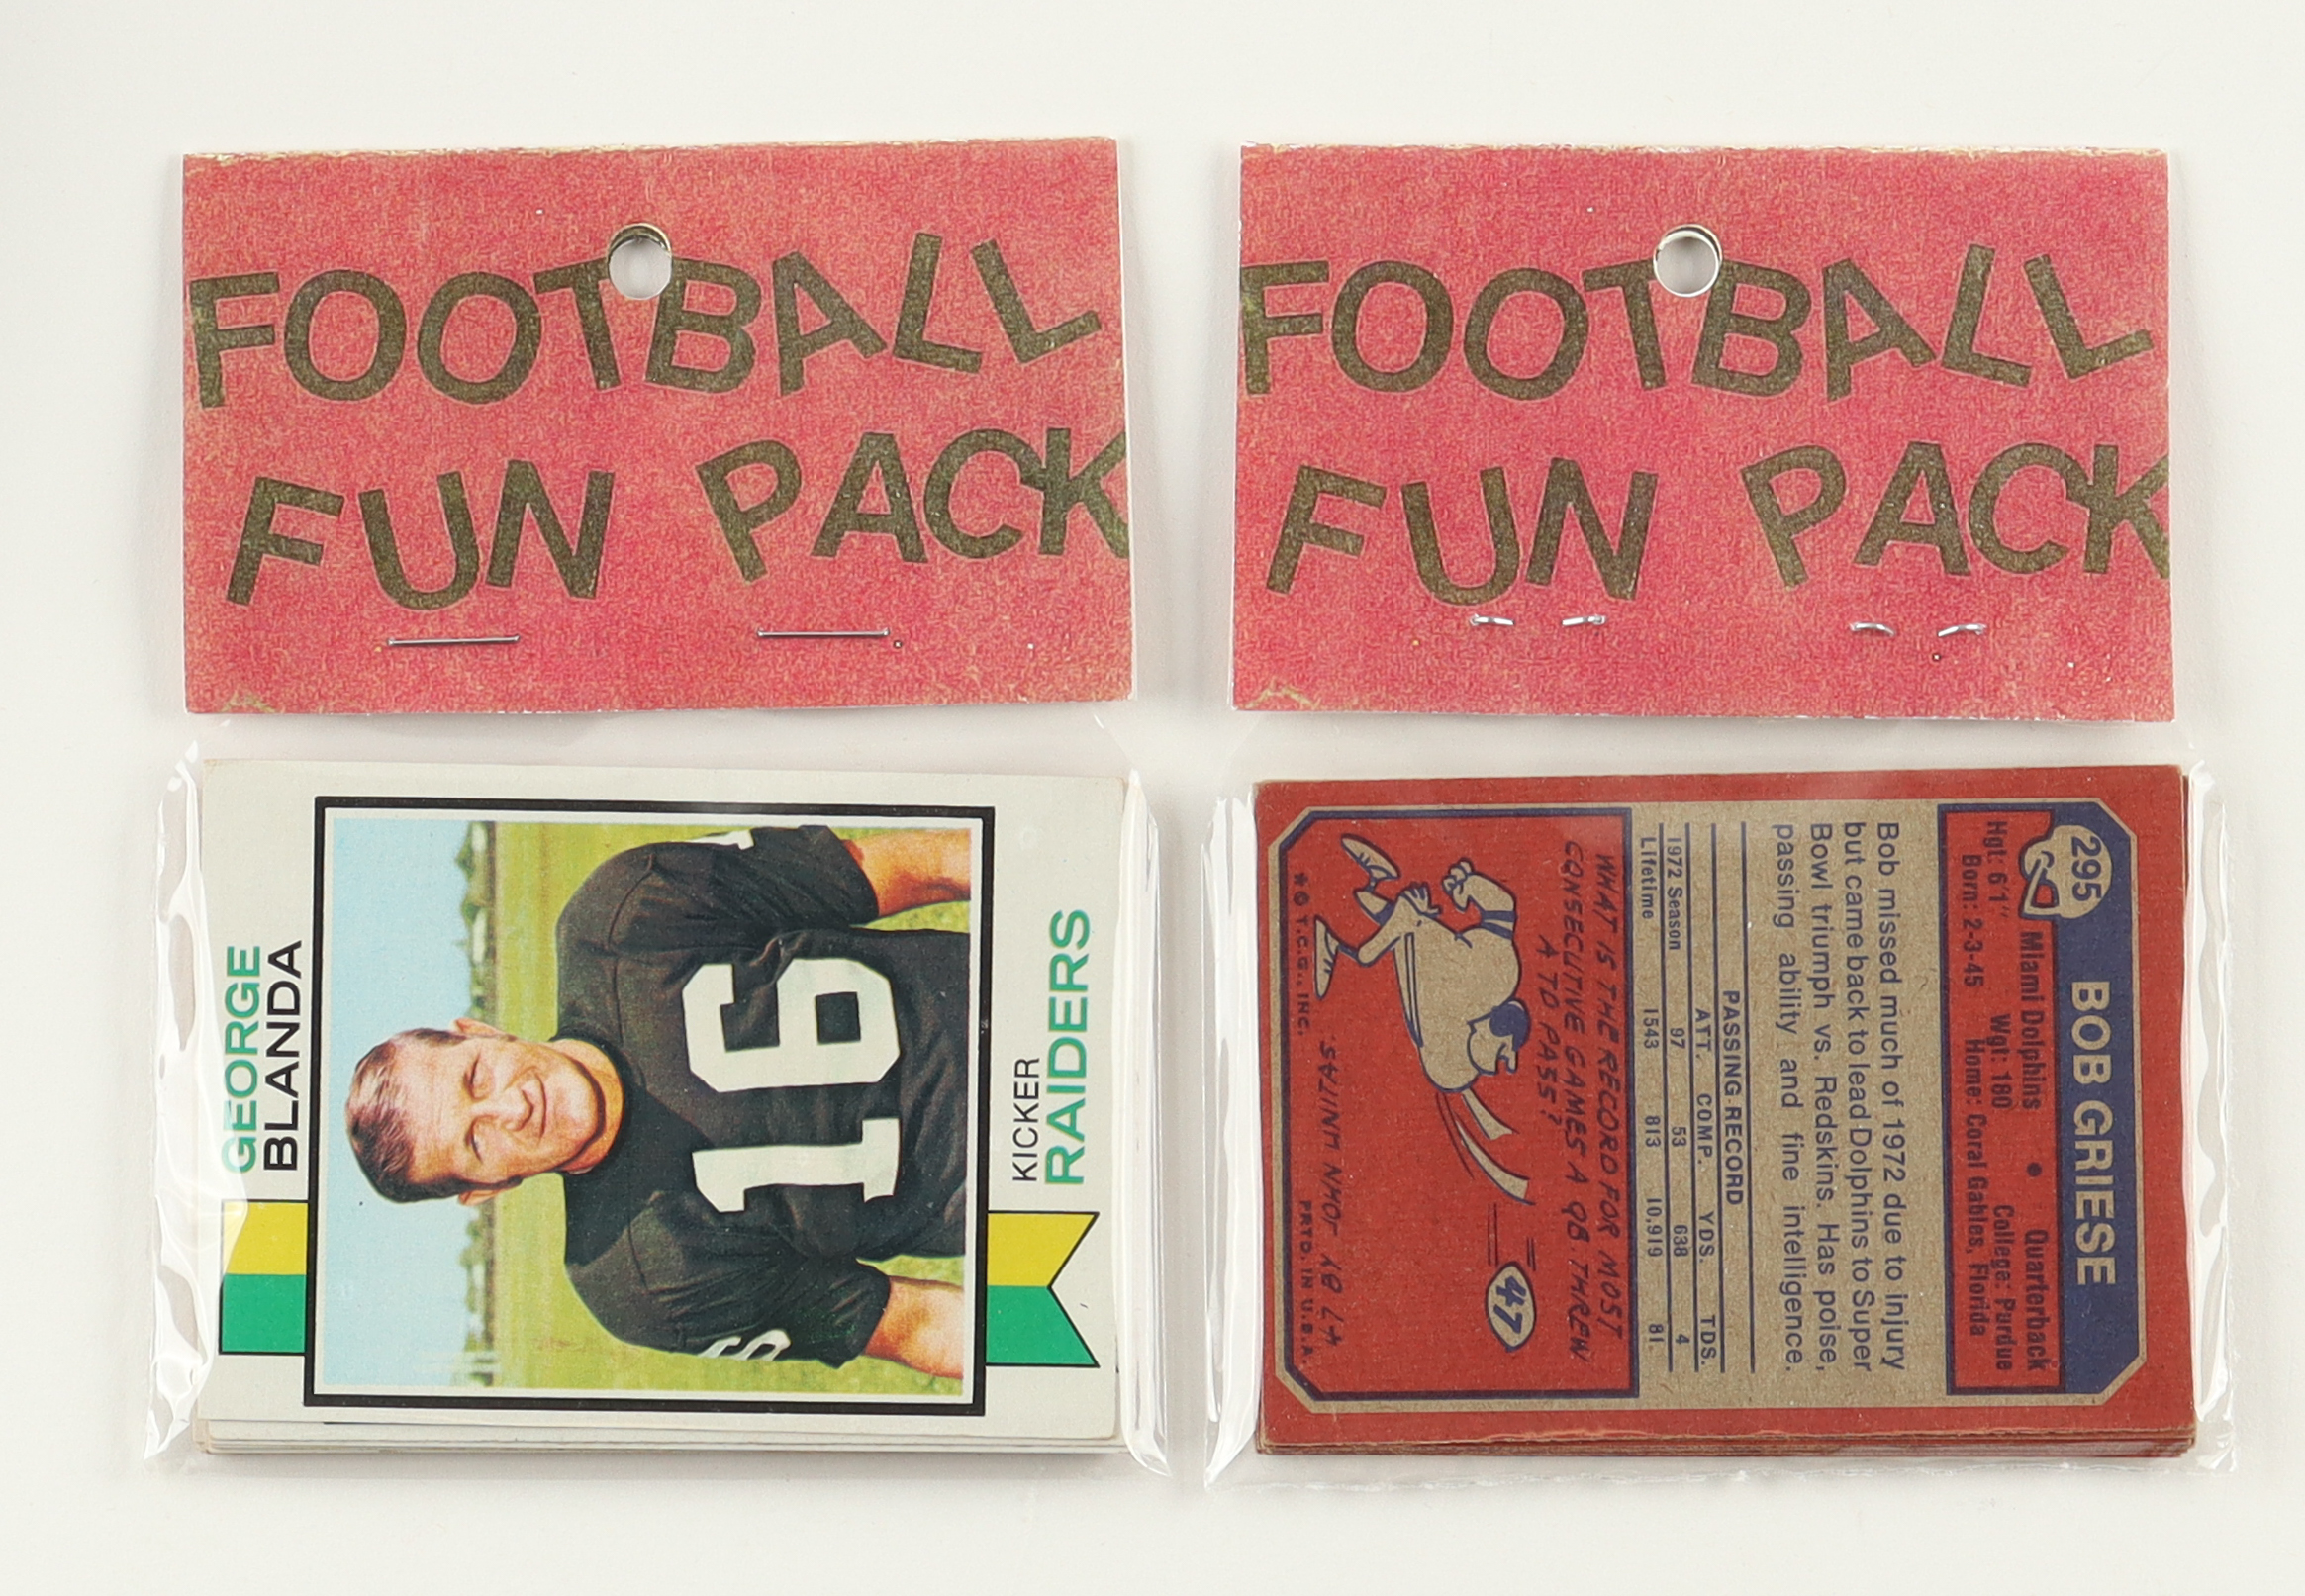 FOOTBALL
FUN PACK
GEORGE
BLANDA
16
KICKER
RAIDERS
FOOTBALL
FUN PACK
295
BOB GRIESE
Miami Dolphins • Quarterback
Hgt: 6'1" Wgt: 180 College: Purdue
Born: 2-3-45 Home: Coral Gables, Florida
Bob missed much of 1972 due to injury
but came back to lead Dolphins to Super
Bowl triumph vs. Redskins. Has poise,
passing ability and fine intelligence.
PASSING RECORD
ATT. COMP. YDS. TDS.
1972 Season 97 53 638 4
Lifetime 1543 813 10,919 81
WHAT IS THE RECORD FOR MOST
CONSECUTIVE GAMES A QB. THREW
A TD PASS?
47
47 BY JOHN UNITAS.
* © T.C.G., INC. PRTD. IN U.S.A.